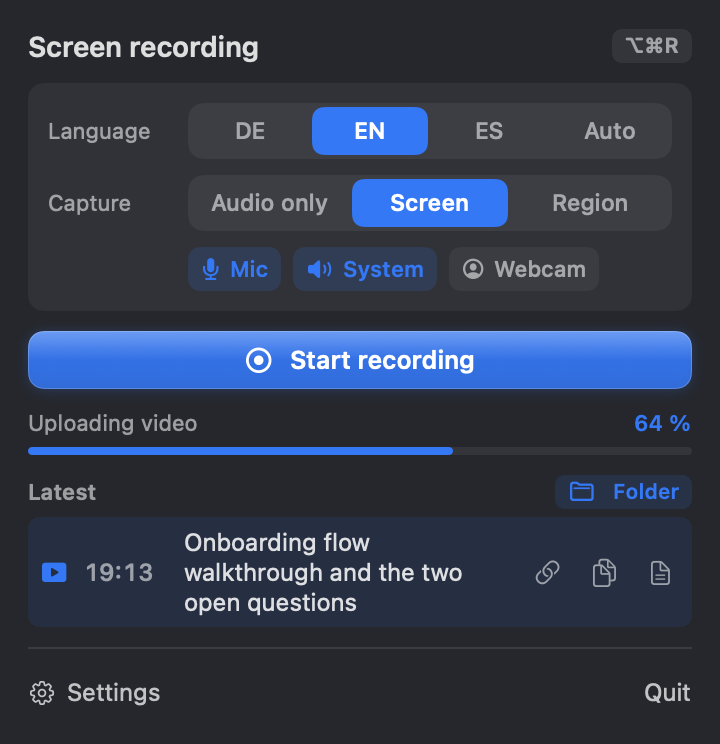 Screen recording
⌥⌘R
Language DE EN ES Auto
Capture Audio only Screen Region
Mic System Webcam
Start recording
Uploading video 64 %
Latest Folder
19:13 Onboarding flow
walkthrough and the two
open questions
Settings Quit